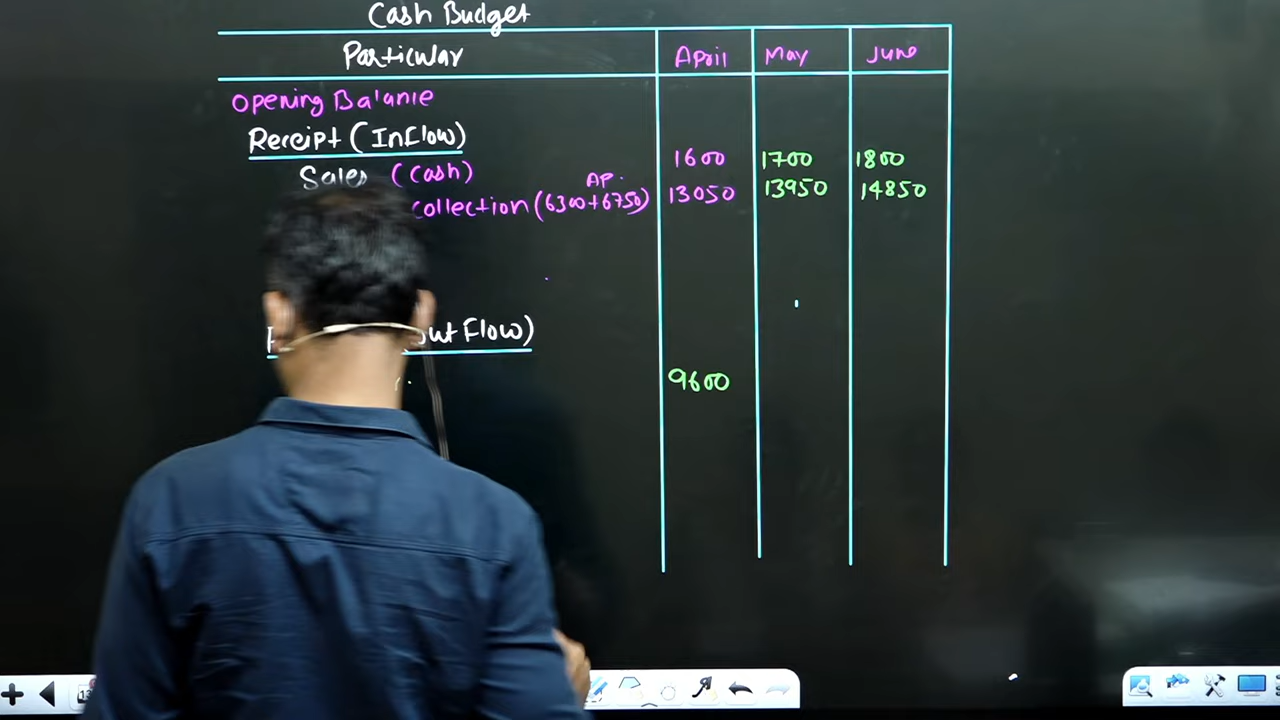 Cash Budget
Particular April May June
Opening Balanie
Receipt (Inflow)
Sales (cash) 1600 1700 1800
AP.
collection (6300+6750) 13050 13950 14850
out Flow)
9600